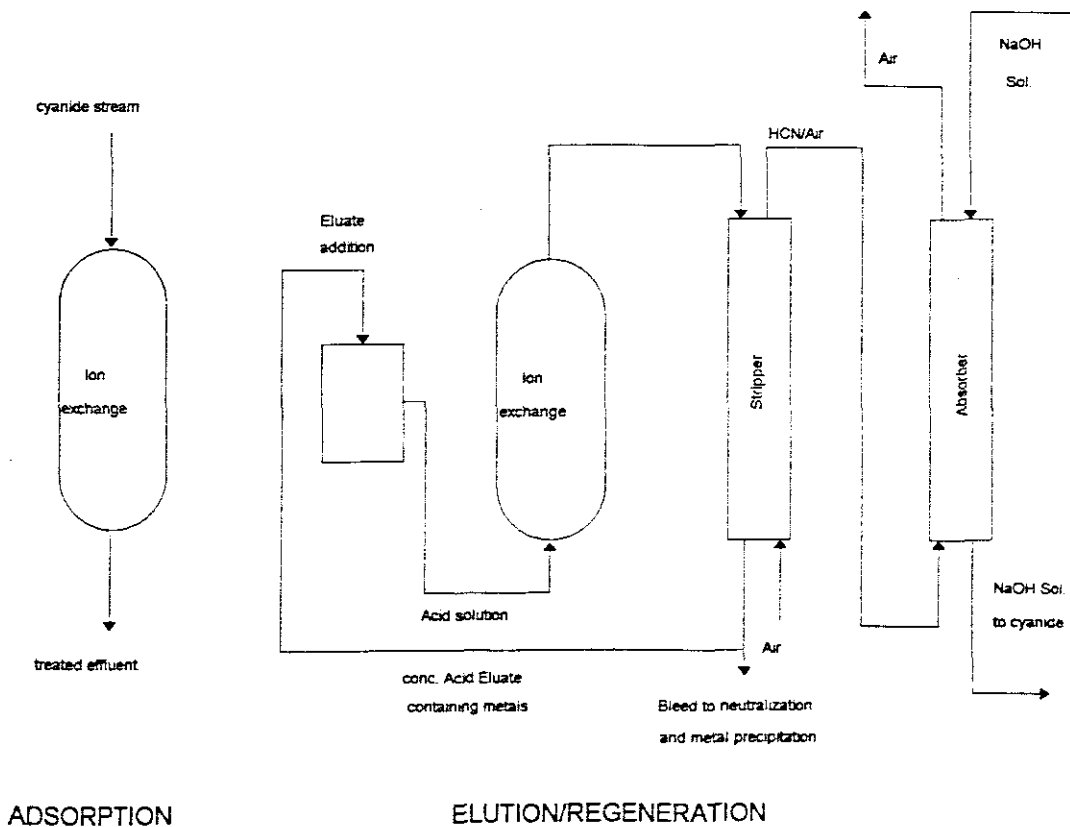 cyanide stream
Ion
exchange
treated effluent
Eluate
addition
Acid solution
conc. Acid Eluate
containing metals
Ion
exchange
HCN/Air
Stripper
Air
Bleed to neutralization
and metal precipitation
Air
NaOH
Sol.
Absorber
NaOH Sol.
to cyanide
ADSORPTION
ELUTION/REGENERATION